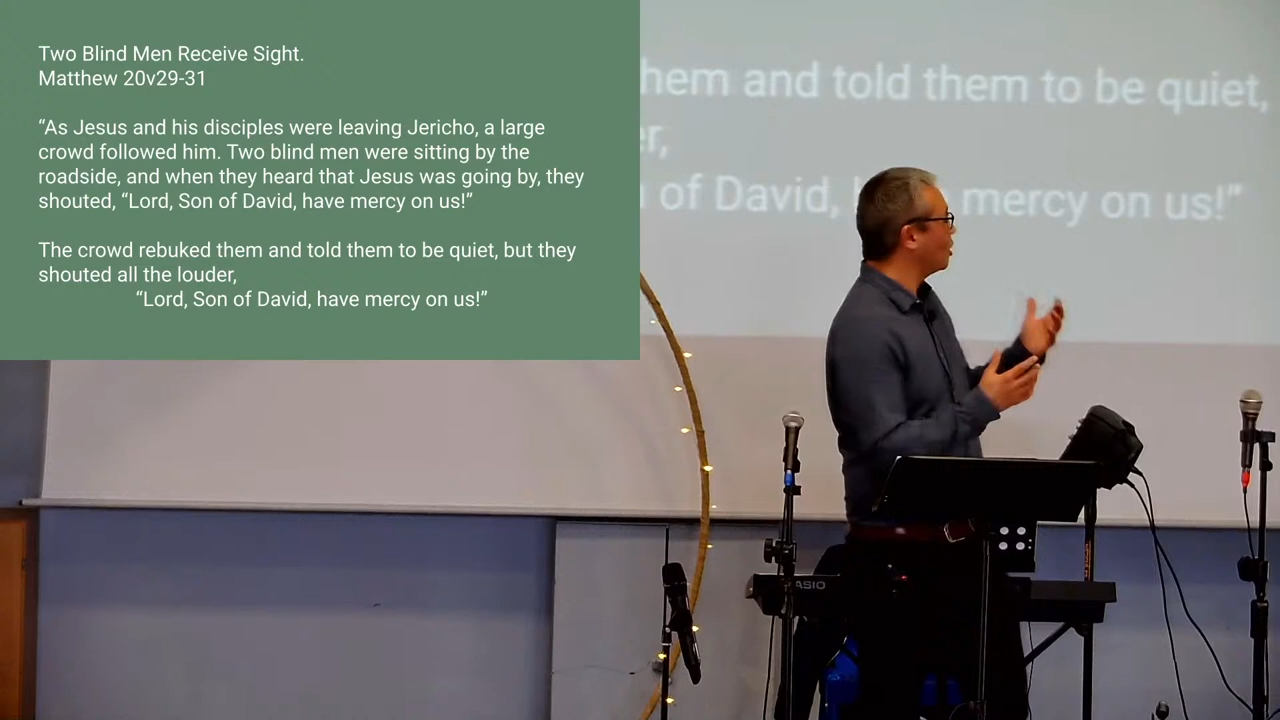 Two Blind Men Receive Sight.
Matthew 20v29-31
“As Jesus and his disciples were leaving Jericho, a large
crowd followed him. Two blind men were sitting by the
roadside, and when they heard that Jesus was going by, they
shouted, “Lord, Son of David, have mercy on us!”
The crowd rebuked them and told them to be quiet, but they
shouted all the louder,
“Lord, Son of David, have mercy on us!”
hem and told them to be quiet,
er,
of David, mercy on us!”
ASIO